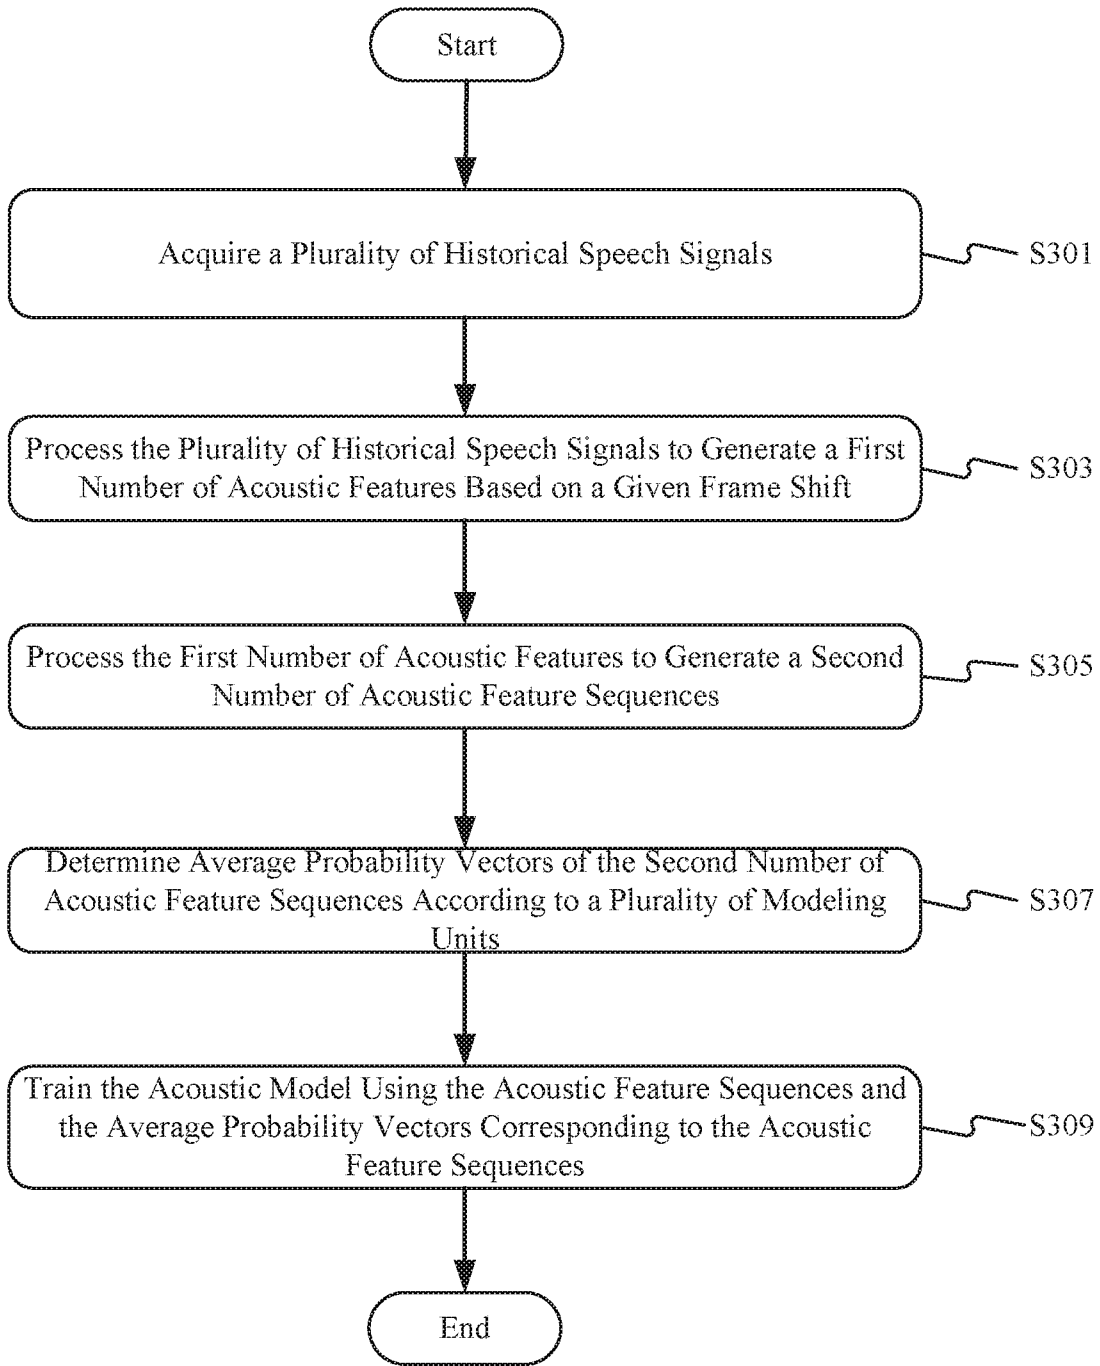 Start
Acquire a Plurality of Historical Speech Signals
S301
Process the Plurality of Historical Speech Signals to Generate a First
Number of Acoustic Features Based on a Given Frame Shift
S303
Process the First Number of Acoustic Features to Generate a Second
Number of Acoustic Feature Sequences
S305
Determine Average Probability Vectors of the Second Number of
Acoustic Feature Sequences According to a Plurality of Modeling
Units
S307
Train the Acoustic Model Using the Acoustic Feature Sequences and
the Average Probability Vectors Corresponding to the Acoustic
Feature Sequences
S309
End